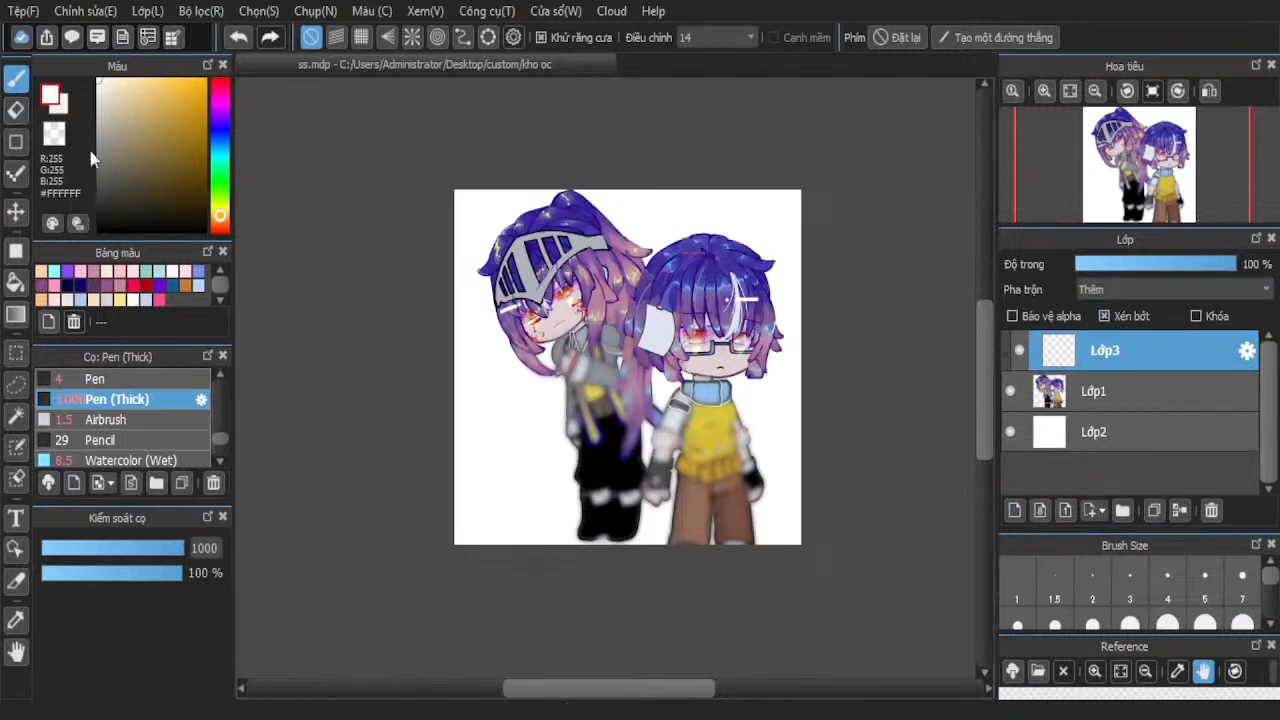 Tệp(F) Chỉnh sửa(E) Lớp(L) Bộ lọc(R) Chọn(S) Chụp(N) Màu (C) Xem(V) Công cụ(T) Cửa sổ(W) Cloud Help
Khử răng cưa Điều chỉnh 14 Cạnh mềm Phím Đặt lại Tạo một đường thẳng
ss.mdp - C:/Users/Administrator/Desktop/custom/kho oc
Màu
R:255
G:255
B:255
#FFFFFF
Bảng màu
---
Cọ: Pen (Thick)
4 Pen
1000 Pen (Thick)
1.5 Airbrush
29 Pencil
8.5 Watercolor (Wet)
Kiểm soát cọ
1000
100 %
Hoa tiêu
Lớp
Độ trong 100 %
Pha trộn Thêm
Bảo vệ alpha Xén bớt Khóa
Lớp3
Lớp1
Lớp2
Brush Size
1 1.5 2 3 4 5 7
Reference